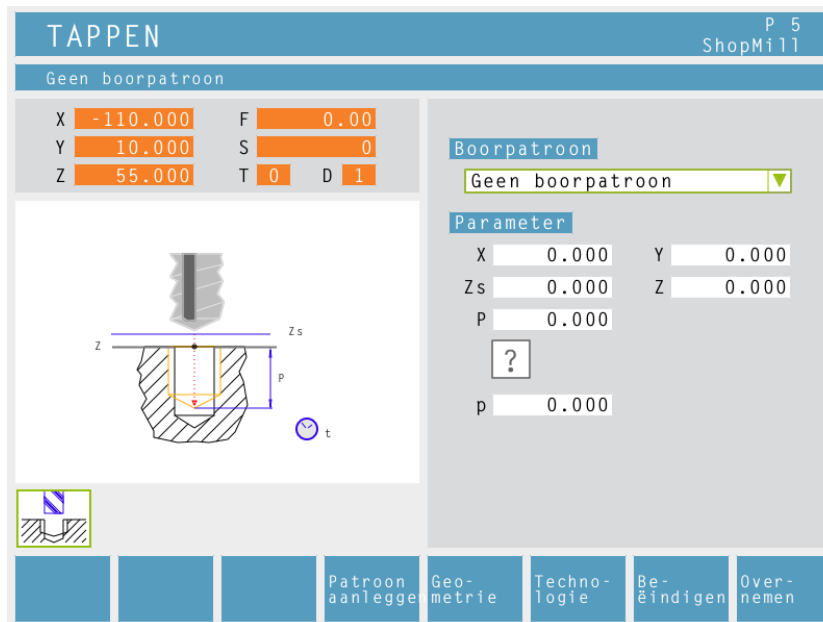 TAPPEN
P 5
ShopMill
Geen boorpatroon
X -110.000 F 0.00
Y 10.000 S 0
Z 55.000 T 0 D 1
Boorpatroon
Geen boorpatroon
Parameter
X 0.000 Y 0.000
Zs 0.000 Z 0.000
P 0.000
?
p 0.000
Zs
Z
P
t
Patroon
aanleggen
Geo-
metrie
Techno-
logie
Be-
ëindigen
Over-
nemen